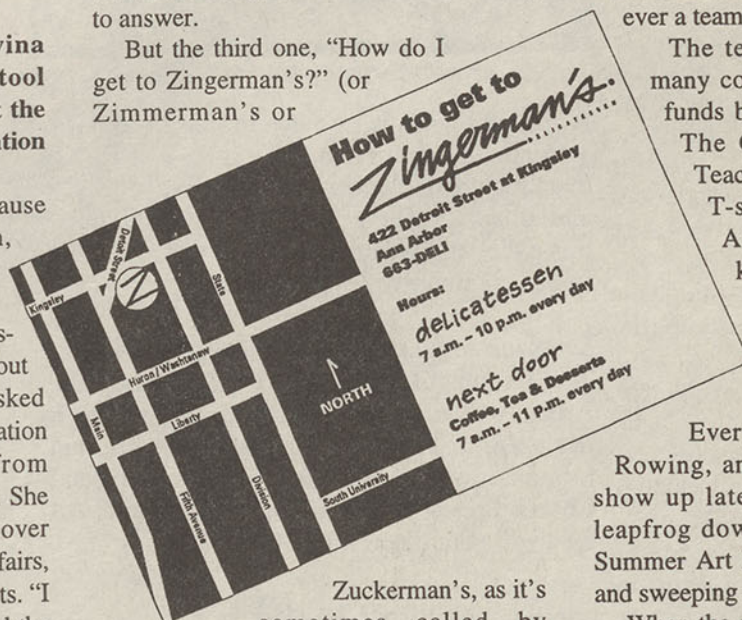 vina
tool
the
ause
out
sked
from
She
over
fairs,
ts. “I
to answer.
But the third one, “How do I
get to Zingerman's?” (or
Zimmerman's or
How to get to
Zingerman's
DELICATESSEN
422 Detroit Street at Kingsley
Ann Arbor
663-DELI
Hours:
delicatessen
7 a.m. – 10 p.m. every day
next door
Coffee, Tea & Desserts
7 a.m. – 11 p.m. every day
Detroit Street
Kingsley
Z
State
Huron/Washtenaw
Main
Liberty
NORTH
Fifth Avenue
Division
South University
Zuckerman's, as it's
sometimes called by
ever a team
The te
many co
funds b
The
Teac
T-s
A
k
Ever
Rowing, an
show up late
leapfrog dow
Summer Art
and sweeping